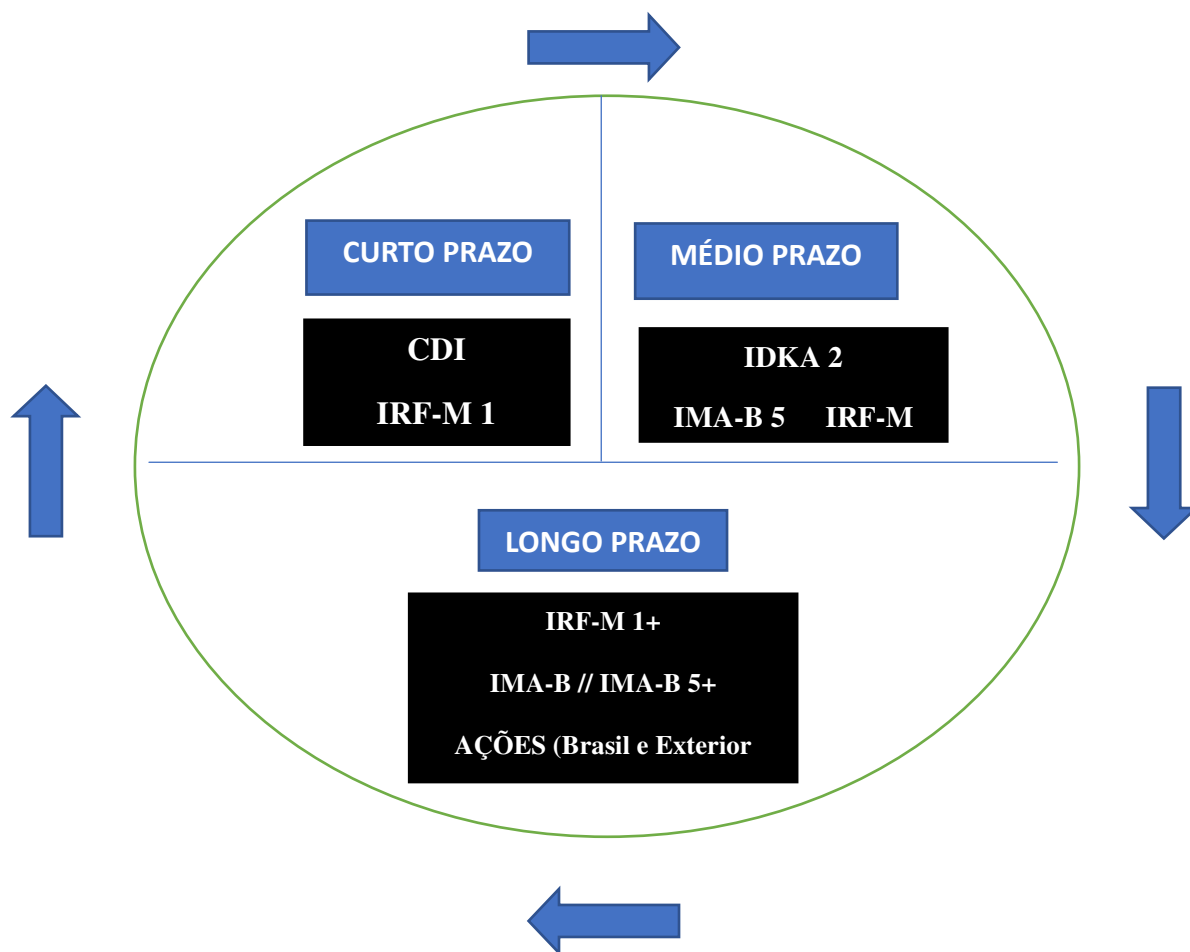 CURTO PRAZO
CDI
IRF-M 1
MÉDIO PRAZO
IDKA 2
IMA-B 5 IRF-M
LONGO PRAZO
IRF-M 1+
IMA-B // IMA-B 5+
AÇÕES (Brasil e Exterior